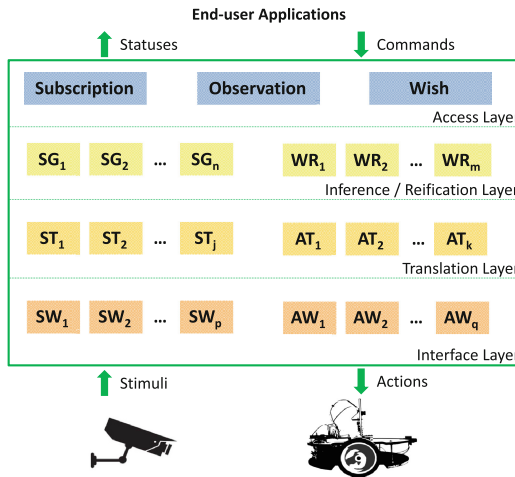 End-user Applications
Statuses Commands
Subscription Observation Wish
Access Laye
SG1 SG2 ... SGn WR1 WR2 ... WRm
Inference / Reification Laye
ST1 ST2 ... STj AT1 AT2 ... ATk
Translation Laye
SW1 SW2 ... SWp AW1 AW2 ... AWq
Interface Laye
Stimuli Actions